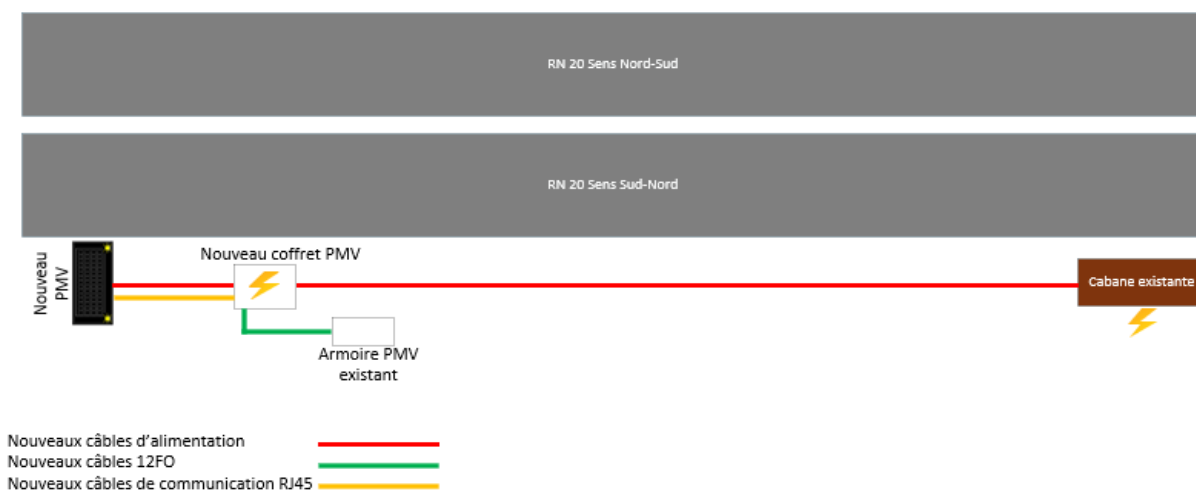 RN 20 Sens Nord-Sud
RN 20 Sens Sud-Nord
Nouveau
PMV
Nouveau coffret PMV
Cabane existante
Armoire PMV
existant
Nouveaux câbles d'alimentation
Nouveaux câbles 12FO
Nouveaux câbles de communication RJ45